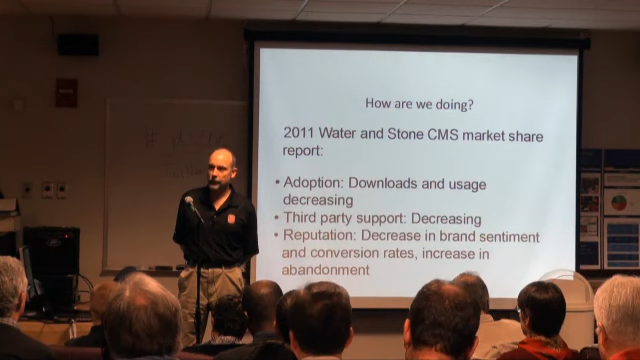 How are we doing?
2011 Water and Stone CMS market share
report:
• Adoption: Downloads and usage
decreasing
• Third party support: Decreasing
• Reputation: Decrease in brand sentiment
and conversion rates, increase in
abandonment